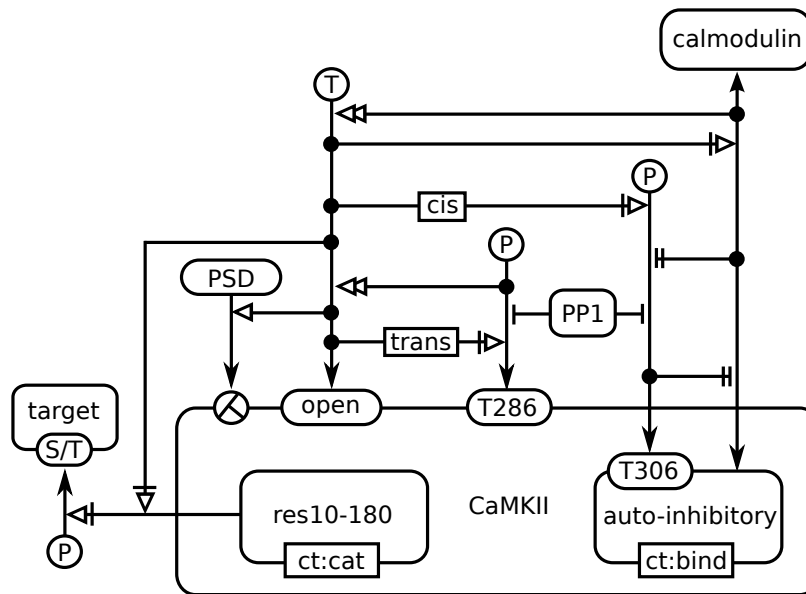 calmodulin
T
P
cis
P
PSD
PP1
trans
target
open
T286
S/T
T306
res10-180
CaMKII
auto-inhibitory
P
ct:cat
ct:bind